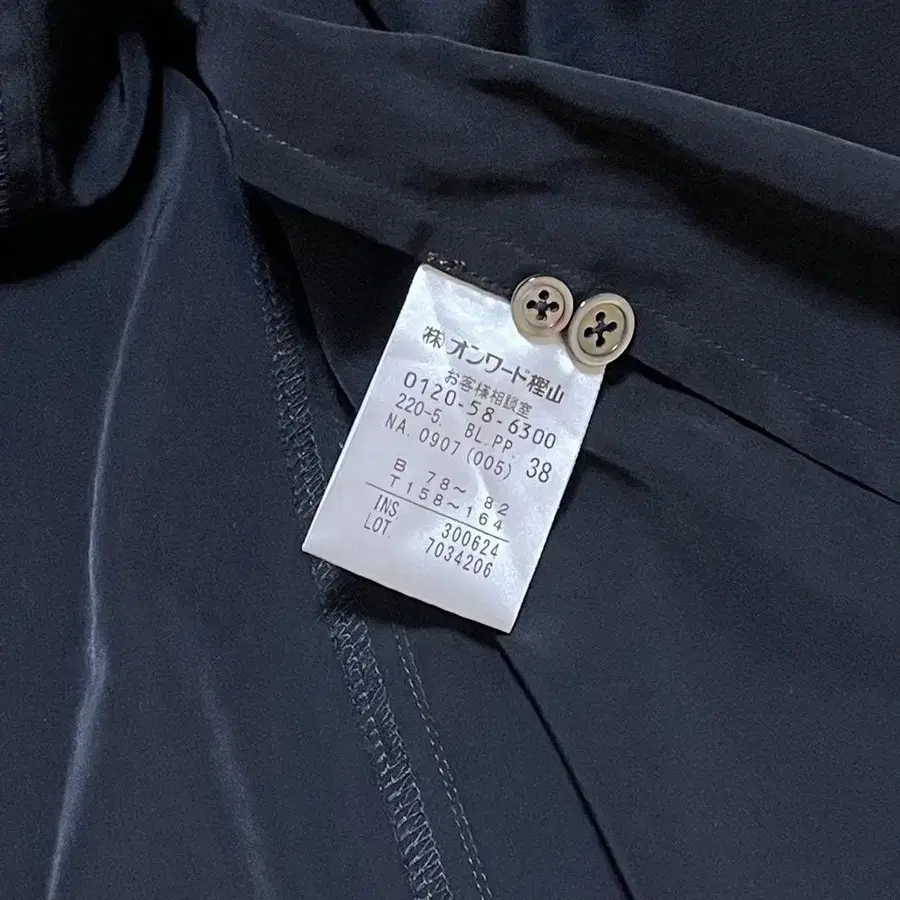 ㈱オンワード樫山
お客様相談室
0120-58-6300
220-5. BL.PP.
NA. 0907 (005) 38
B 78～ 82
T158～164
INS 300624
LOT. 7034206